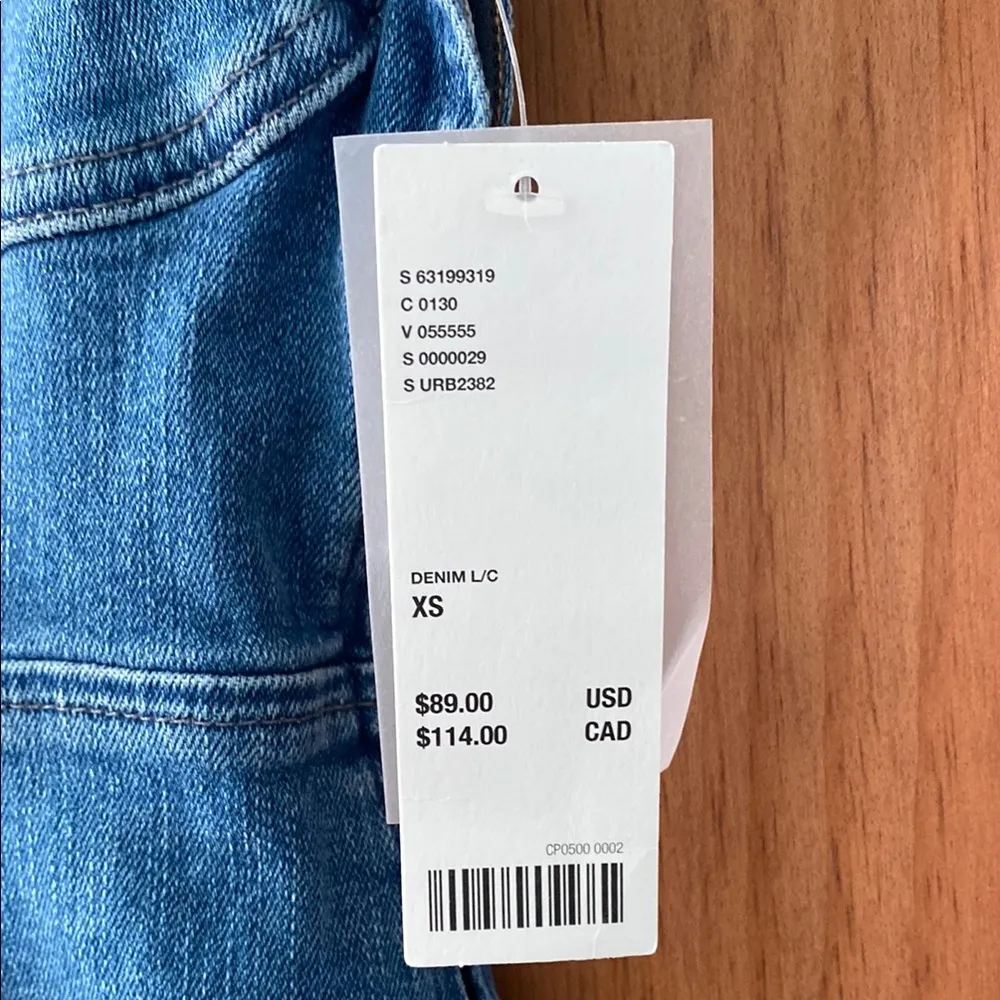 S 63199319
C 0130
V 055555
S 0000029
S URB2382
DENIM L/C
XS
$89.00 USD
$114.00 CAD
CP0500 0002